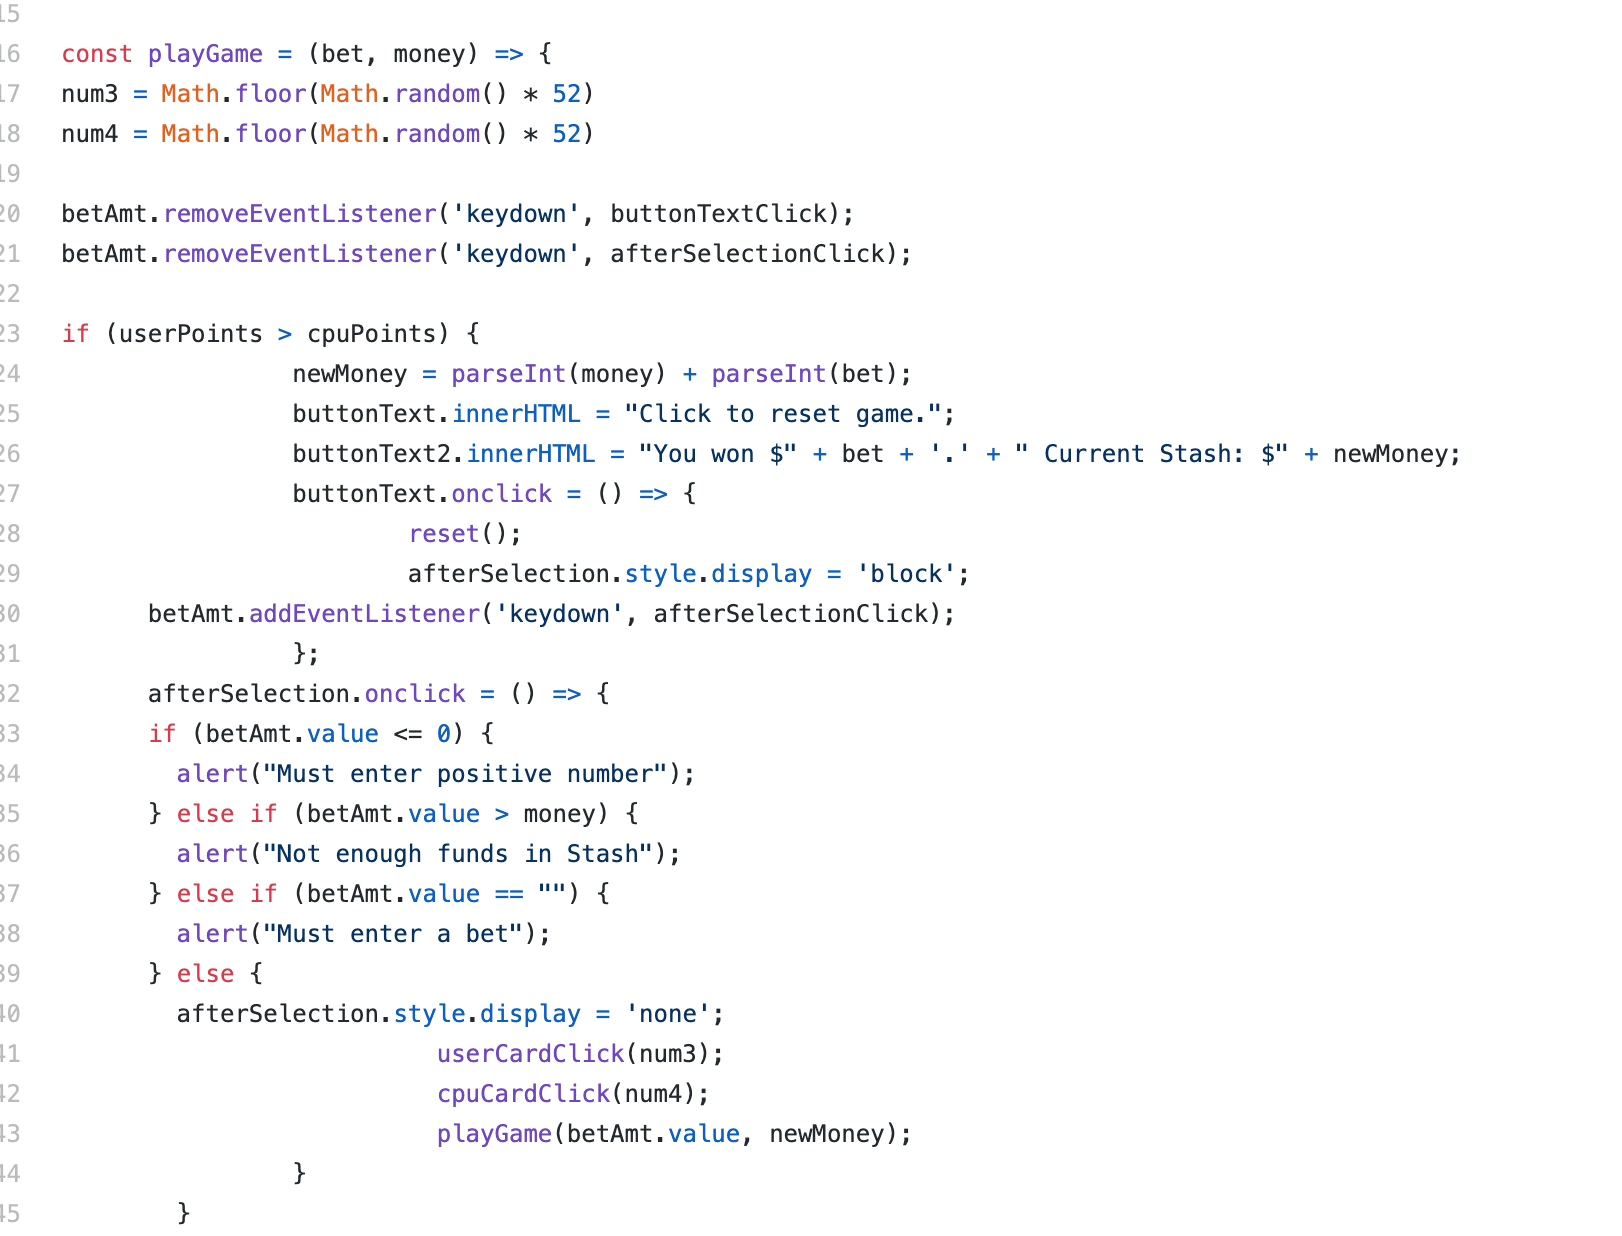 15
16 const playGame = (bet, money) => {
17 num3 = Math.floor(Math.random() * 52)
18 num4 = Math.floor(Math.random() * 52)
19
20 betAmt.removeEventListener('keydown', buttonTextClick);
21 betAmt.removeEventListener('keydown', afterSelectionClick);
22
23 if (userPoints > cpuPoints) {
24 newMoney = parseInt(money) + parseInt(bet);
25 buttonText.innerHTML = "Click to reset game.";
26 buttonText2.innerHTML = "You won $" + bet + '.' + " Current Stash: $" + newMoney;
27 buttonText.onclick = () => {
28 reset();
29 afterSelection.style.display = 'block';
30 betAmt.addEventListener('keydown', afterSelectionClick);
31 };
32 afterSelection.onclick = () => {
33 if (betAmt.value <= 0) {
34 alert("Must enter positive number");
35 } else if (betAmt.value > money) {
36 alert("Not enough funds in Stash");
37 } else if (betAmt.value == "") {
38 alert("Must enter a bet");
39 } else {
40 afterSelection.style.display = 'none';
41 userCardClick(num3);
42 cpuCardClick(num4);
43 playGame(betAmt.value, newMoney);
44 }
45 }